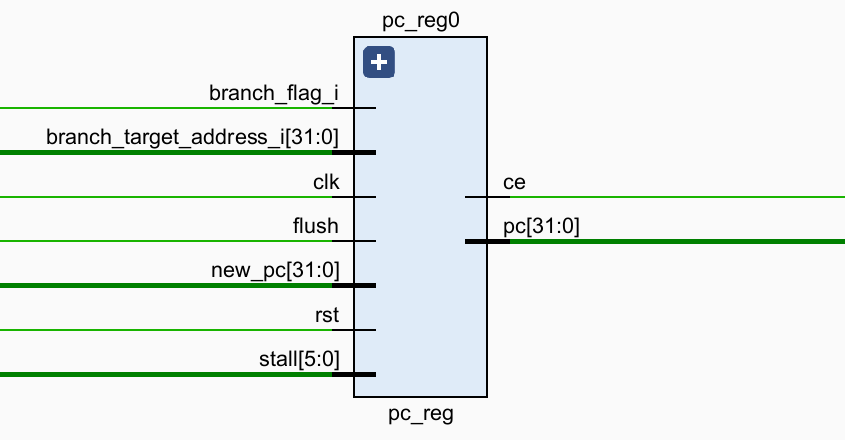 pc_reg0
branch_flag_i
branch_target_address_i[31:0]
clk
ce
flush
pc[31:0]
new_pc[31:0]
rst
stall[5:0]
pc_reg